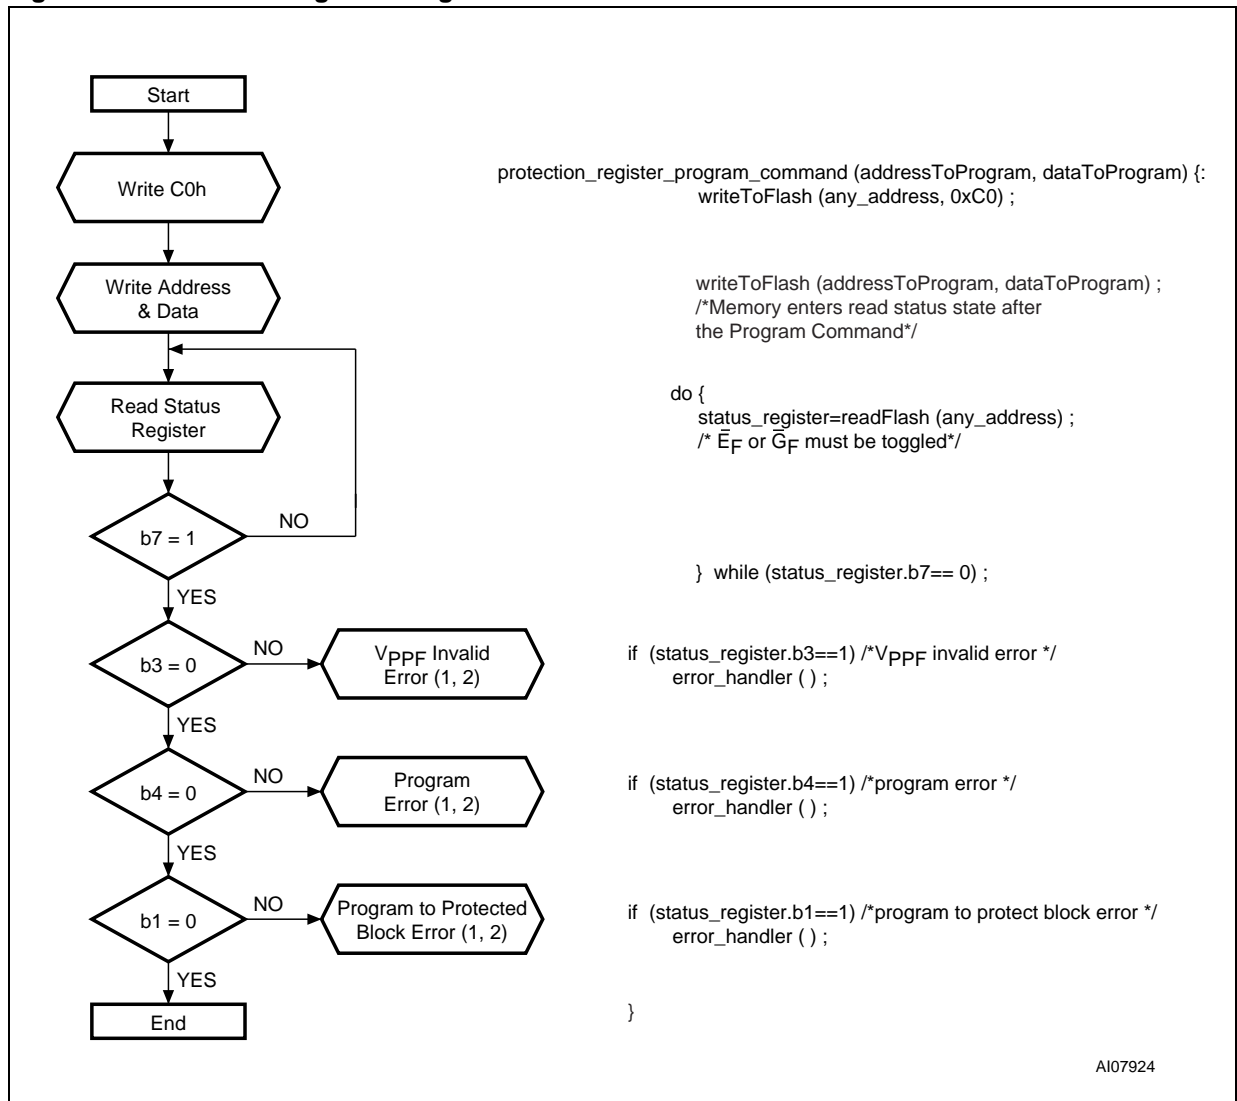 Start
Write C0h
protection_register_program_command (addressToProgram, dataToProgram) {:
writeToFlash (any_address, 0xC0) ;
Write Address
& Data
writeToFlash (addressToProgram, dataToProgram) ;
/*Memory enters read status state after
the Program Command*/
Read Status
Register
do {
status_register=readFlash (any_address) ;
/* E̅F or G̅F must be toggled*/
b7 = 1
NO
} while (status_register.b7== 0) ;
YES
b3 = 0
NO
VPPF Invalid
Error (1, 2)
if (status_register.b3==1) /*VPPF invalid error */
error_handler ( ) ;
YES
b4 = 0
NO
Program
Error (1, 2)
if (status_register.b4==1) /*program error */
error_handler ( ) ;
YES
b1 = 0
NO
Program to Protected
Block Error (1, 2)
if (status_register.b1==1) /*program to protect block error */
error_handler ( ) ;
YES
End
}
AI07924